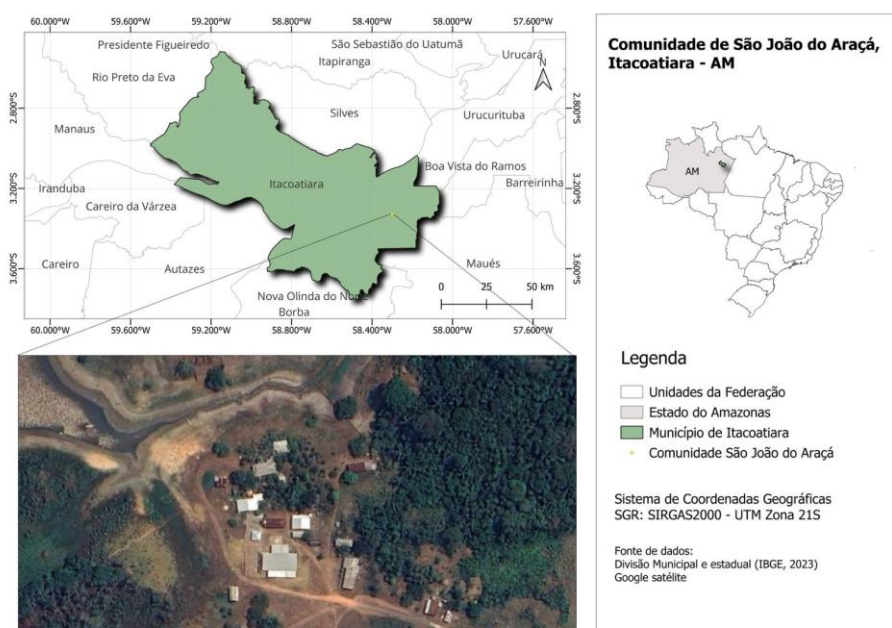 60.000°W 59.600°W 59.200°W 58.800°W 58.400°W 58.000°W 57.600°W
Presidente Figueiredo
São Sebastião do Uatumã
Itapiranga
Urucará
N
Rio Preto da Eva
2.800°S
2.800°S
Silves
Urucurituba
Manaus
Boa Vista do Ramos
3.200°S
3.200°S
Iranduba
Itacoatiara
Barreirinha
Careiro da Várzea
Careiro
Autazes
Maués
3.600°S
3.600°S
Nova Olinda do Norte
Borba
0 25 50 km
60.000°W 59.600°W 59.200°W 58.800°W 58.400°W 58.000°W 57.600°W
Comunidade de São João do Araçá,
Itacoatiara - AM
AM
Legenda
Unidades da Federação
Estado do Amazonas
Município de Itacoatiara
Comunidade São João do Araçá
Sistema de Coordenadas Geográficas
SGR: SIRGAS2000 - UTM Zona 21S
Fonte de dados:
Divisão Municipal e estadual (IBGE, 2023)
Google satélite